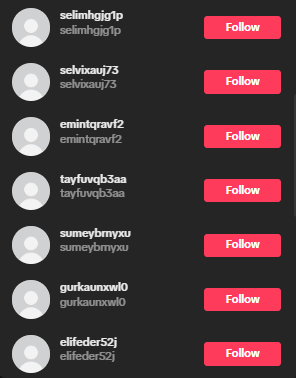 selimhgjg1p
selimhgjg1p
Follow
selvixauj73
selvixauj73
Follow
emintqravf2
emintqravf2
Follow
tayfuvqb3aa
tayfuvqb3aa
Follow
sumeybrnyxu
sumeybrnyxu
Follow
gurkaunxwl0
gurkaunxwl0
Follow
elifeder52j
elifeder52j
Follow